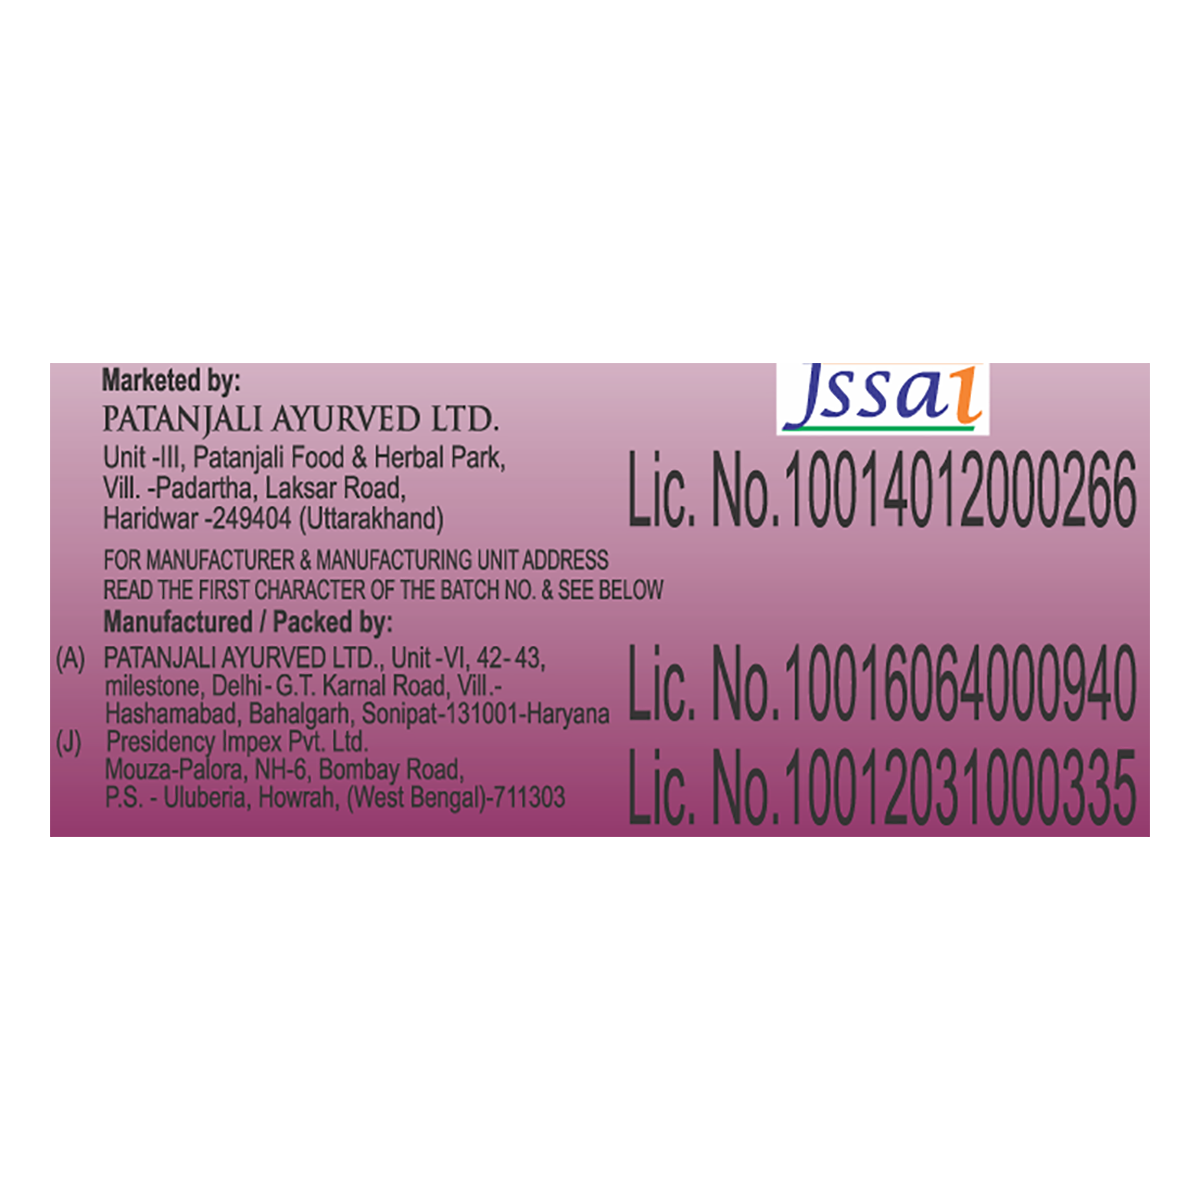 Marketed by:
fssai
PATANJALI AYURVED LTD.
Unit -III, Patanjali Food & Herbal Park,
Vill. -Padartha, Laksar Road,
Haridwar -249404 (Uttarakhand)
Lic. No.10014012000266
FOR MANUFACTURER & MANUFACTURING UNIT ADDRESS
READ THE FIRST CHARACTER OF THE BATCH NO. & SEE BELOW
Manufactured / Packed by:
(A) PATANJALI AYURVED LTD., Unit -VI, 42- 43,
milestone, Delhi- G.T. Karnal Road, Vill.-
Hashamabad, Bahalgarh, Sonipat-131001-Haryana
Lic. No.10016064000940
(J) Presidency Impex Pvt. Ltd.
Mouza-Palora, NH-6, Bombay Road,
P.S. - Uluberia, Howrah, (West Bengal)-711303
Lic. No.10012031000335